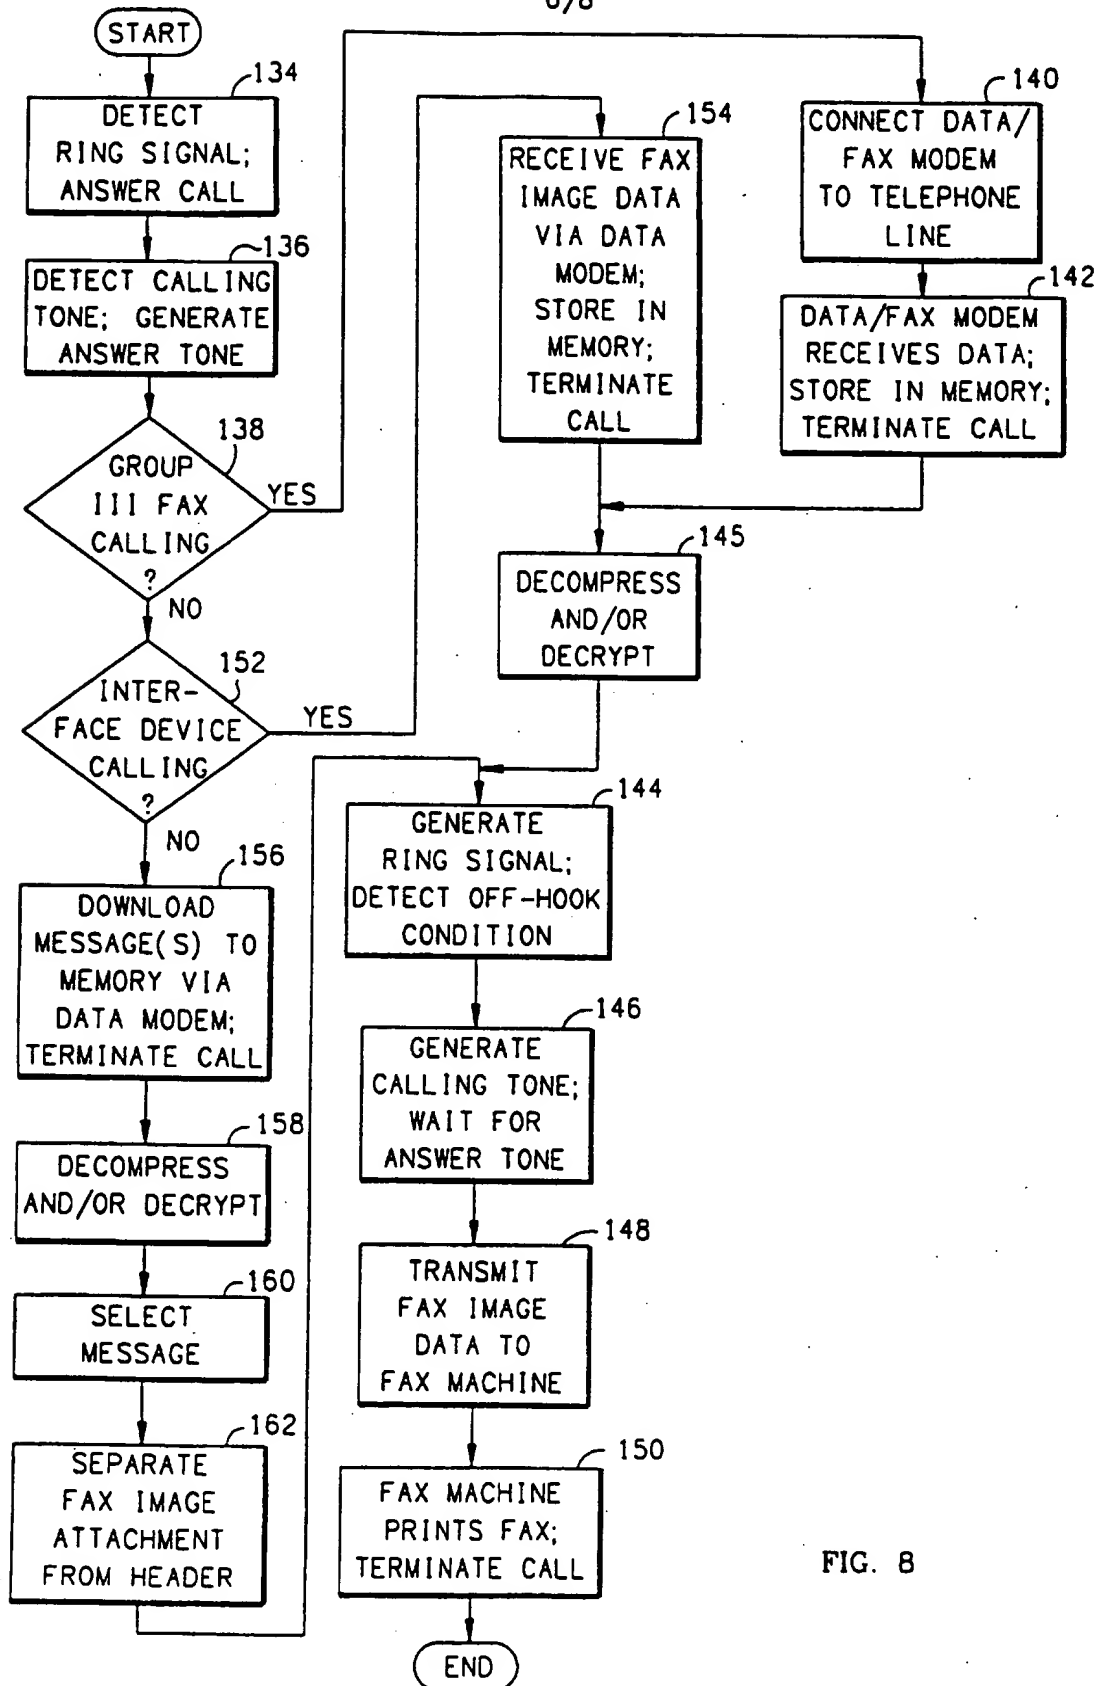 6/8
START
134
DETECT
RING SIGNAL;
ANSWER CALL
136
DETECT CALLING
TONE; GENERATE
ANSWER TONE
138
GROUP
III FAX
CALLING
?
YES
NO
152
INTER-
FACE DEVICE
CALLING
?
YES
NO
156
DOWNLOAD
MESSAGE(S) TO
MEMORY VIA
DATA MODEM;
TERMINATE CALL
158
DECOMPRESS
AND/OR DECRYPT
160
SELECT
MESSAGE
162
SEPARATE
FAX IMAGE
ATTACHMENT
FROM HEADER
154
RECEIVE FAX
IMAGE DATA
VIA DATA
MODEM;
STORE IN
MEMORY;
TERMINATE
CALL
140
CONNECT DATA/
FAX MODEM
TO TELEPHONE
LINE
142
DATA/FAX MODEM
RECEIVES DATA;
STORE IN MEMORY;
TERMINATE CALL
145
DECOMPRESS
AND/OR
DECRYPT
144
GENERATE
RING SIGNAL;
DETECT OFF-HOOK
CONDITION
146
GENERATE
CALLING TONE;
WAIT FOR
ANSWER TONE
148
TRANSMIT
FAX IMAGE
DATA TO
FAX MACHINE
150
FAX MACHINE
PRINTS FAX;
TERMINATE CALL
END
FIG. 8